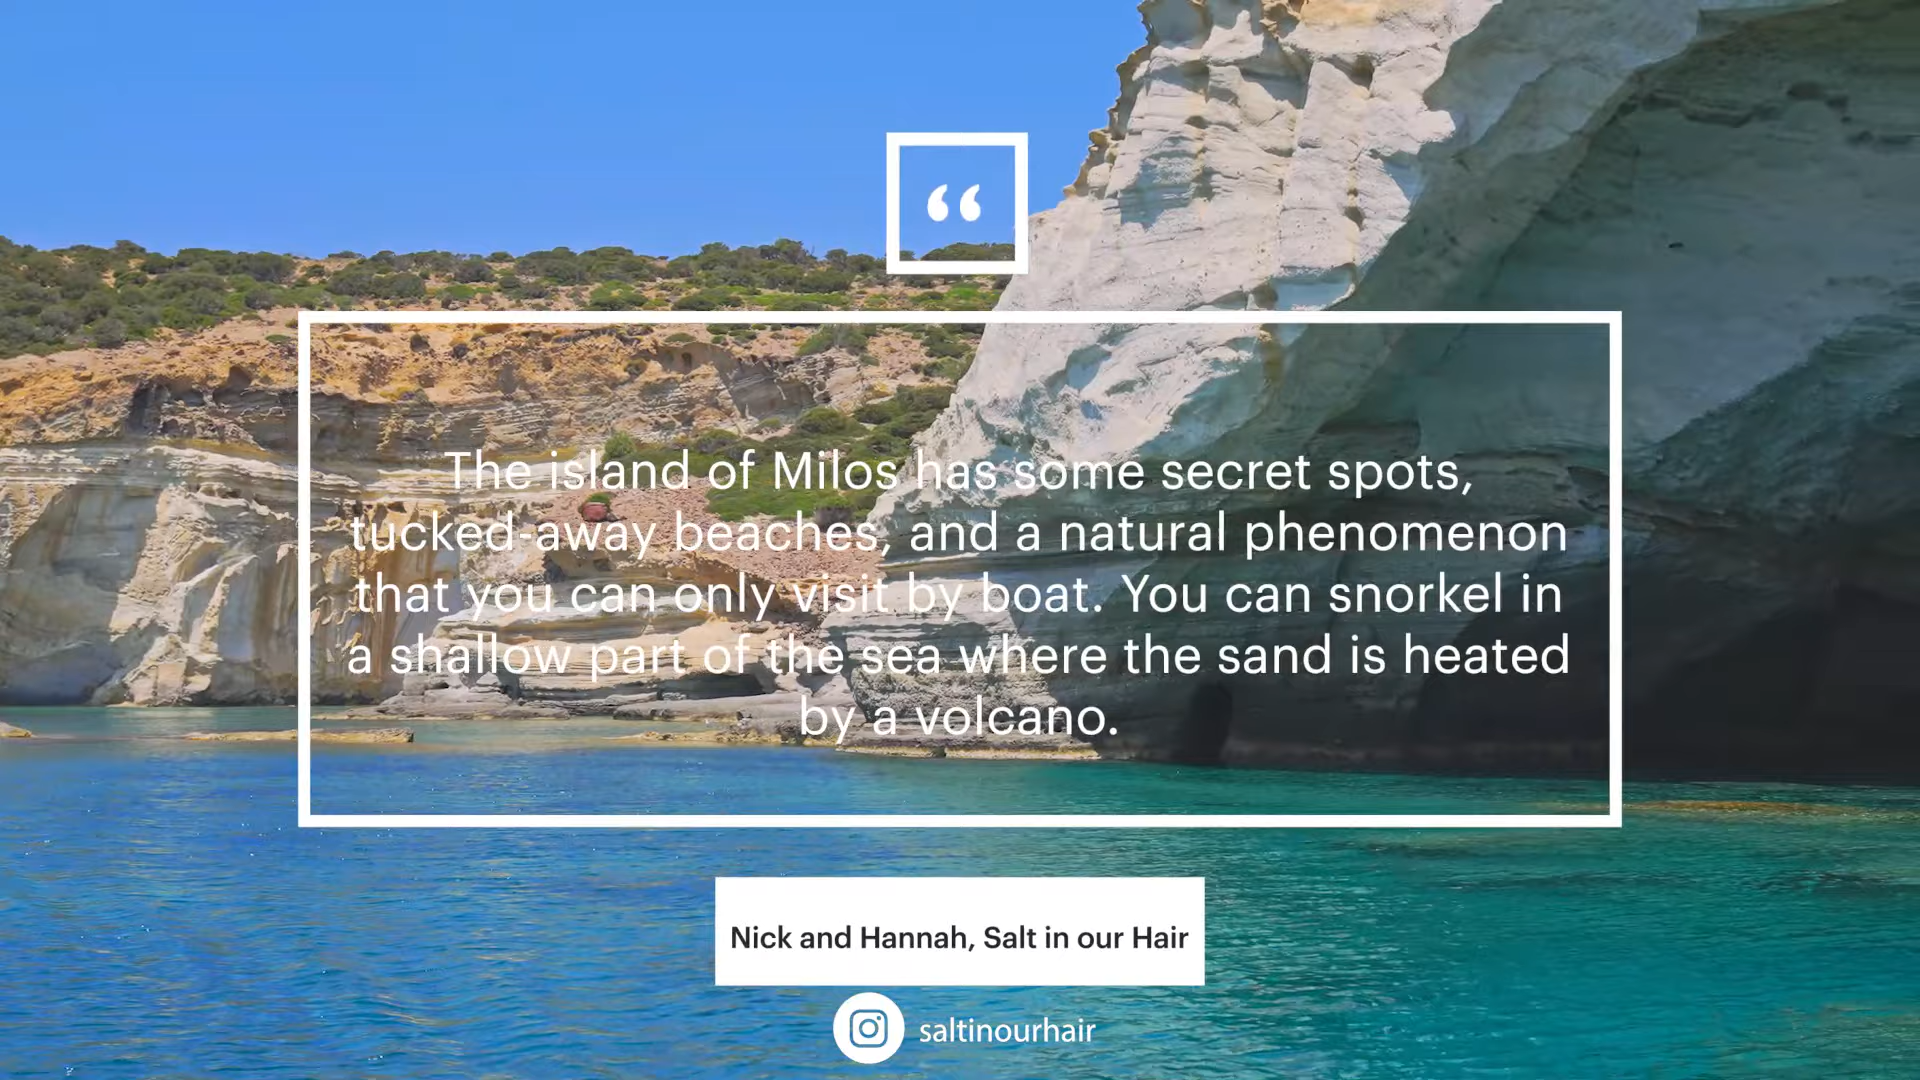 “
The island of Milos has some secret spots,
tucked-away beaches, and a natural phenomenon
that you can only visit by boat. You can snorkel in
a shallow part of the sea where the sand is heated
by a volcano.
Nick and Hannah, Salt in our Hair
saltinourhair